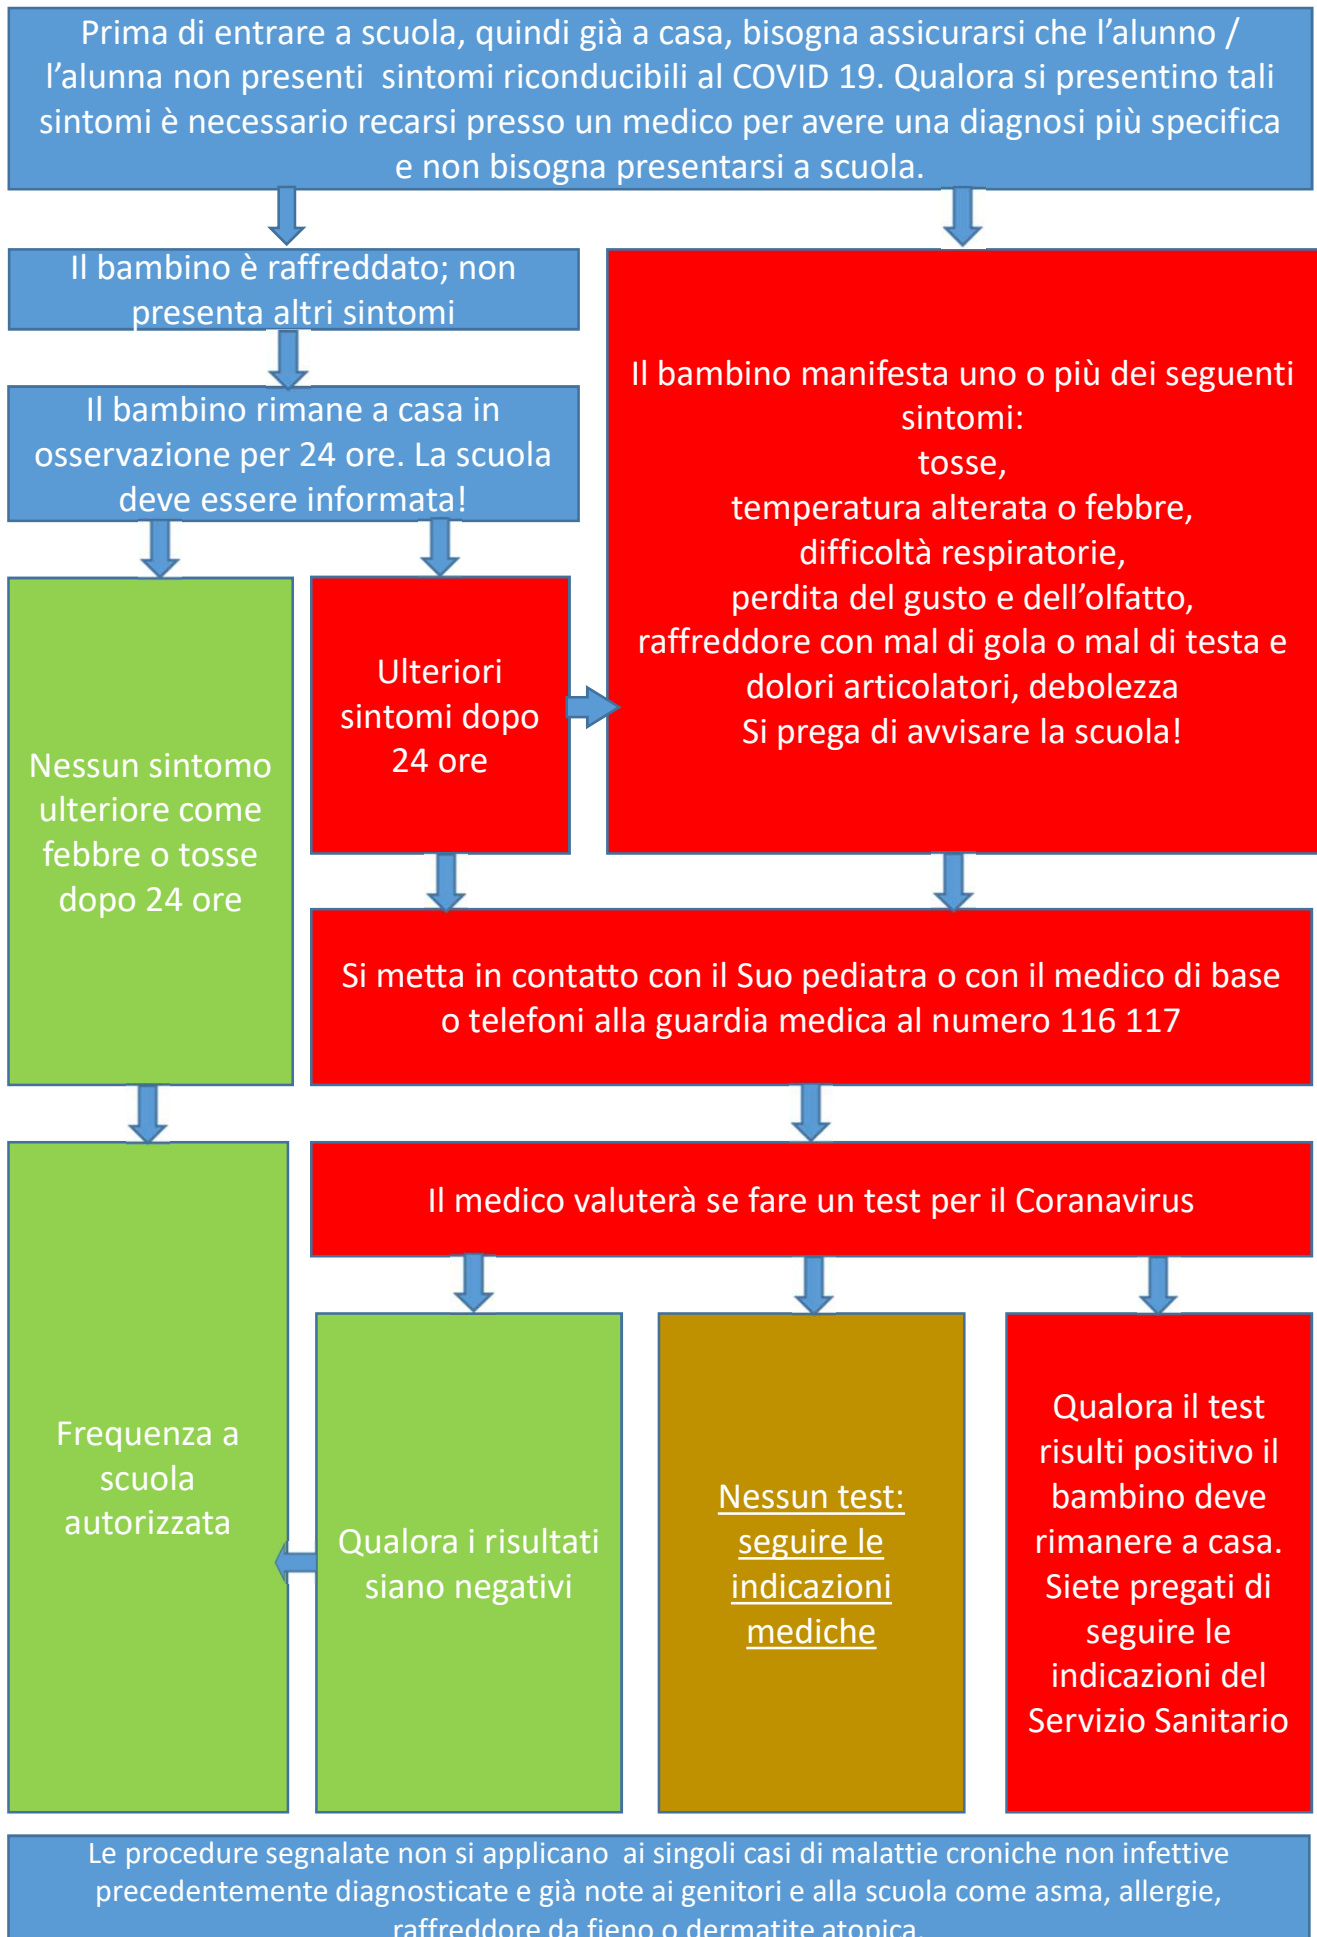 Prima di entrare a scuola, quindi già a casa, bisogna assicurarsi che l’alunno /
l’alunna non presenti  sintomi riconducibili al COVID 19. Qualora si presentino tali
sintomi è necessario recarsi presso un medico per avere una diagnosi più specifica
e non bisogna presentarsi a scuola.
Il bambino è raffreddato; non
presenta altri sintomi
Il bambino rimane a casa in
osservazione per 24 ore. La scuola
deve essere informata!
Il bambino manifesta uno o più dei seguenti
sintomi:
tosse,
temperatura alterata o febbre,
difficoltà respiratorie,
perdita del gusto e dell’olfatto,
raffreddore con mal di gola o mal di testa e
dolori articolatori, debolezza
Si prega di avvisare la scuola!
Nessun sintomo
ulteriore come
febbre o tosse
dopo 24 ore
Ulteriori
sintomi dopo
24 ore
Si metta in contatto con il Suo pediatra o con il medico di base
o telefoni alla guardia medica al numero 116 117
Il medico valuterà se fare un test per il Coranavirus
Frequenza a
scuola
autorizzata
Qualora i risultati
siano negativi
Nessun test:
seguire le
indicazioni
mediche
Qualora il test
risulti positivo il
bambino deve
rimanere a casa.
Siete pregati di
seguire le
indicazioni del
Servizio Sanitario
Le procedure segnalate non si applicano  ai singoli casi di malattie croniche non infettive
precedentemente diagnosticate e già note ai genitori e alla scuola come asma, allergie,
raffreddore da fieno o dermatite atopica.